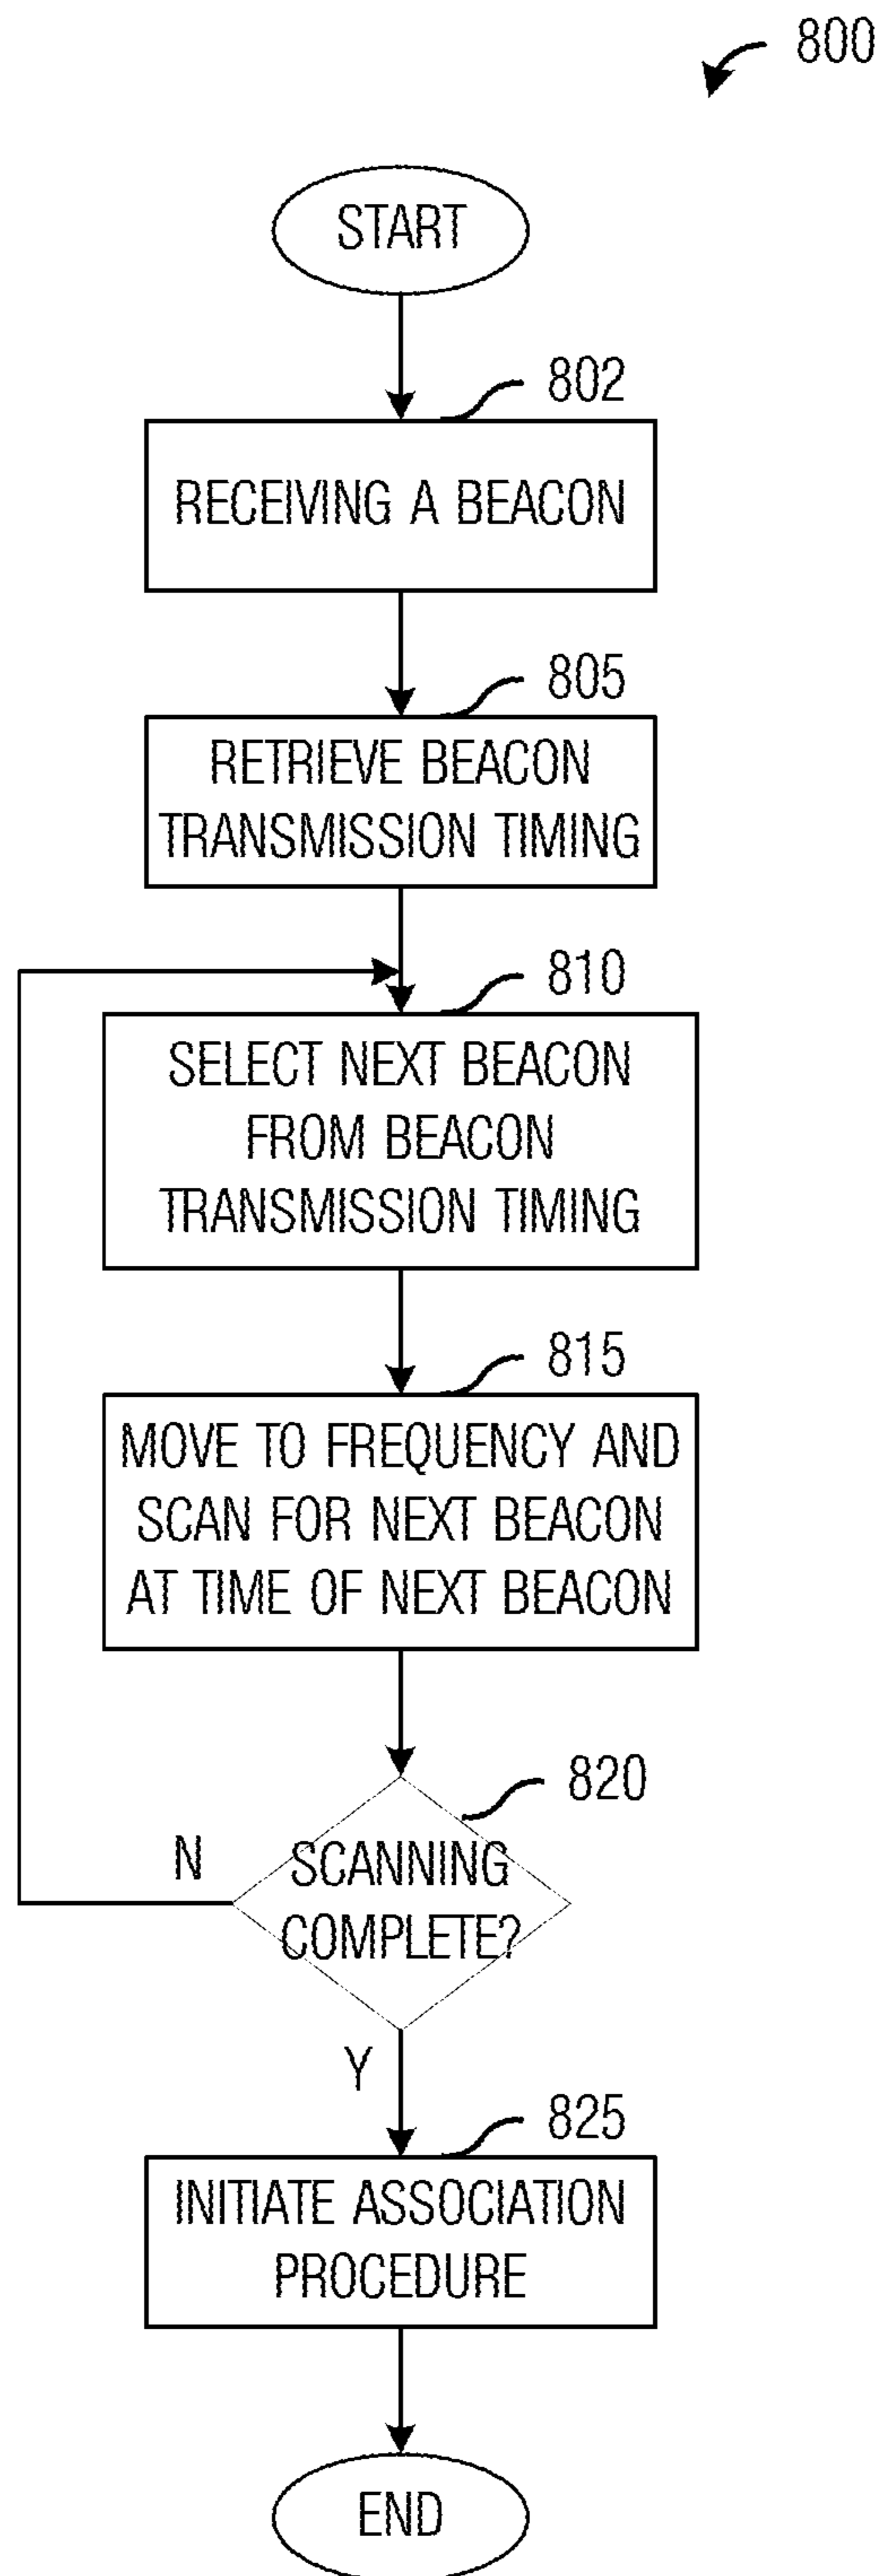 800
START
802
RECEIVING A BEACON
805
RETRIEVE BEACON
TRANSMISSION TIMING
810
SELECT NEXT BEACON
FROM BEACON
TRANSMISSION TIMING
815
MOVE TO FREQUENCY AND
SCAN FOR NEXT BEACON
AT TIME OF NEXT BEACON
820
N
SCANNING
COMPLETE?
Y
825
INITIATE ASSOCIATION
PROCEDURE
END